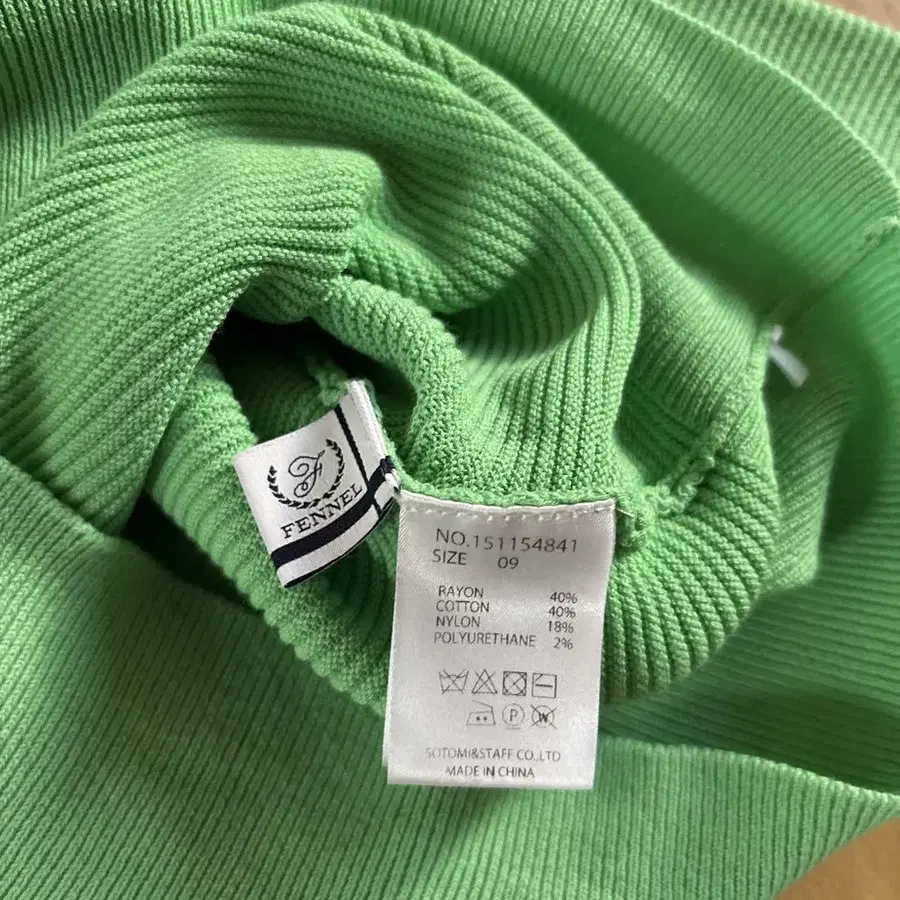 F
FENNEL
NO.151154841
SIZE 09
RAYON 40%
COTTON 40%
NYLON 18%
POLYURETHANE 2%
P W
SOTOMI&STAFF CO.,LTD
MADE IN CHINA